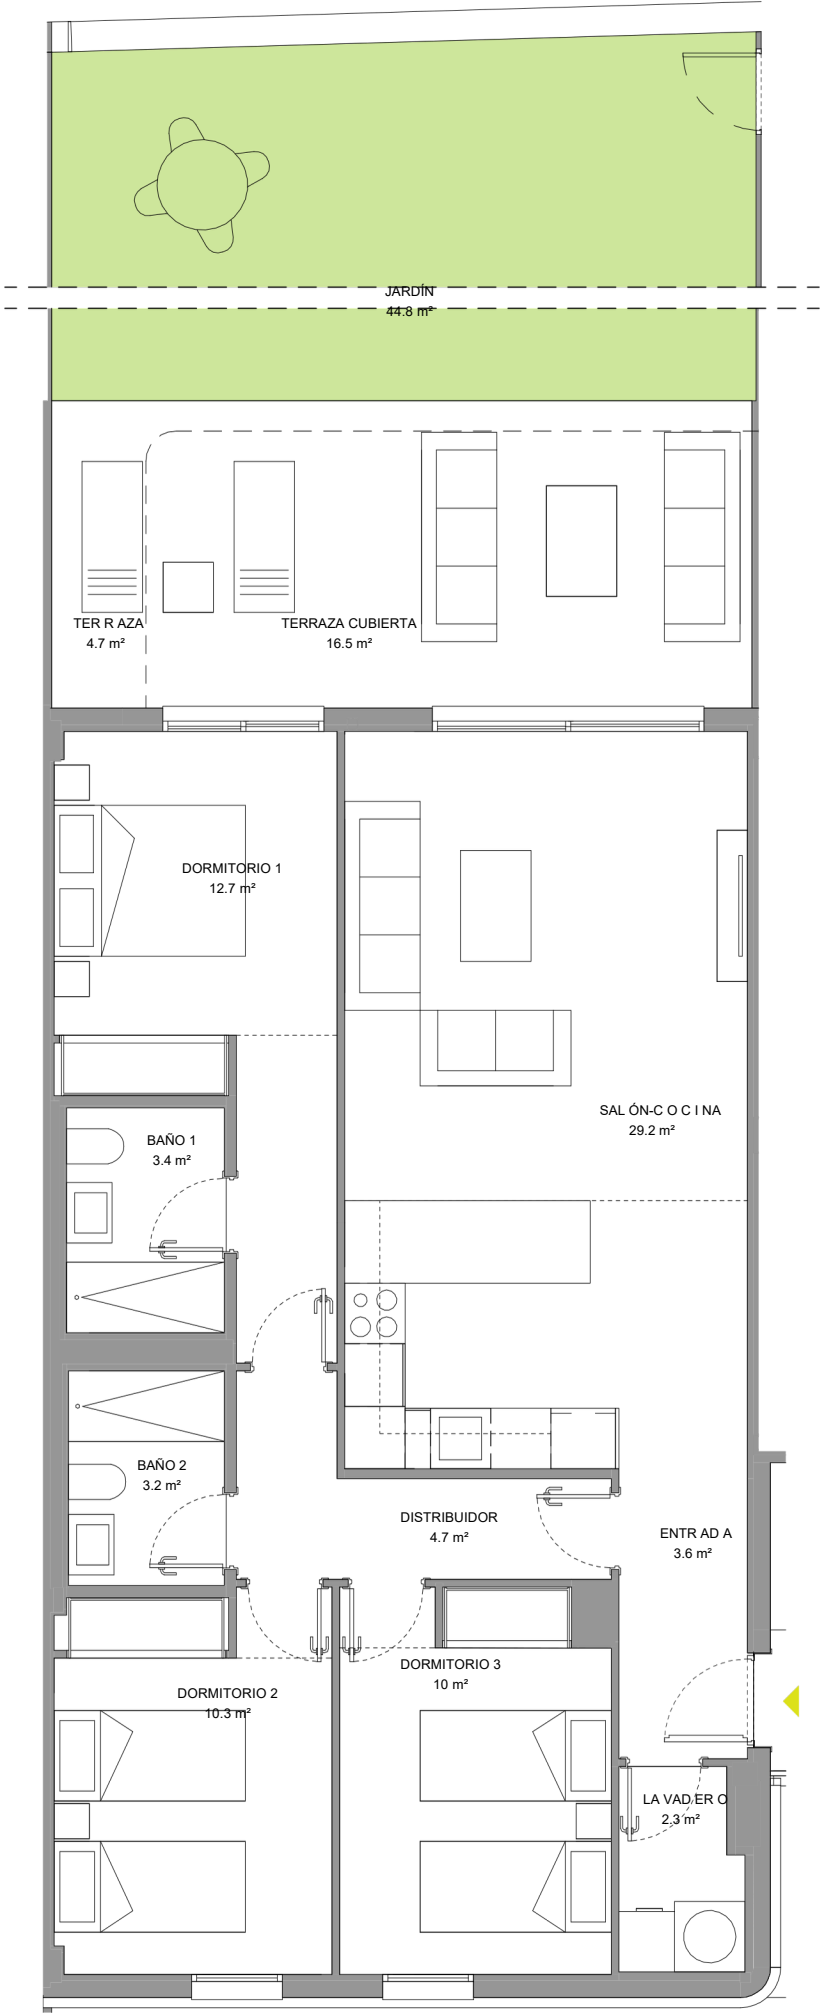 JARDÍN
44.8 m²
TER R AZA
4.7 m²
TERRAZA CUBIERTA
16.5 m²
DORMITORIO 1
12.7 m²
SAL ÓN-C O C I NA
29.2 m²
BAÑO 1
3.4 m²
BAÑO 2
3.2 m²
DISTRIBUIDOR
4.7 m²
ENTR AD A
3.6 m²
DORMITORIO 3
10 m²
DORMITORIO 2
10.3 m²
LA VAD ER O
2.3 m²